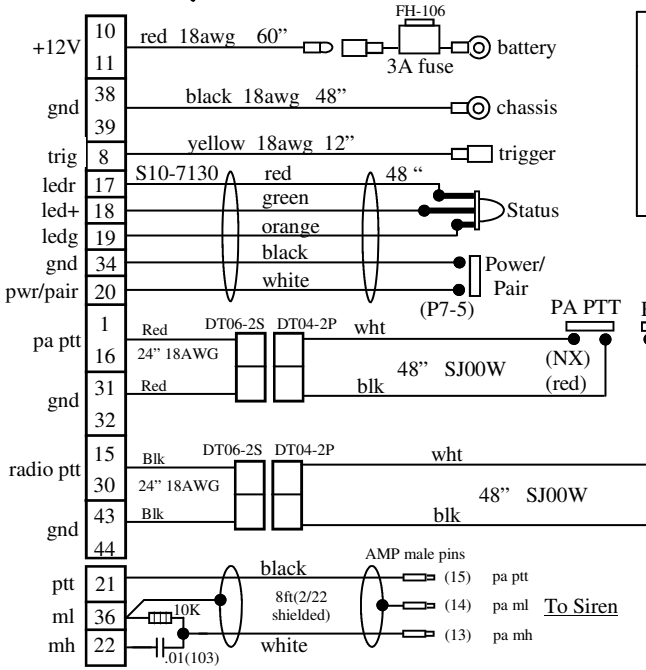 FH-106
+12V 10 red 18awg 60” battery
11 3A fuse
gnd 38 black 18awg 48” chassis
39
trig 8 yellow 18awg 12” trigger
ledr 17 S10-7130 red 48 “
led+ 18 green Status
ledg 19 orange
gnd 34 black Power/
Pair
pwr/pair 20 white
(P7-5) PA PTT
pa ptt 1 Red DT06-2S DT04-2P wht
16 24” 18AWG 48” SJ00W (NX)
(red)
gnd 31 Red blk
32
radio ptt 15 Blk DT06-2S DT04-2P wht
30 24” 18AWG 48” SJ00W
gnd 43 Blk blk
44
AMP male pins
ptt 21 black (15) pa ptt
ml 36 10K 8ft(2/22
shielded) (14) pa ml To Siren
mh 22 .01(103) white (13) pa mh